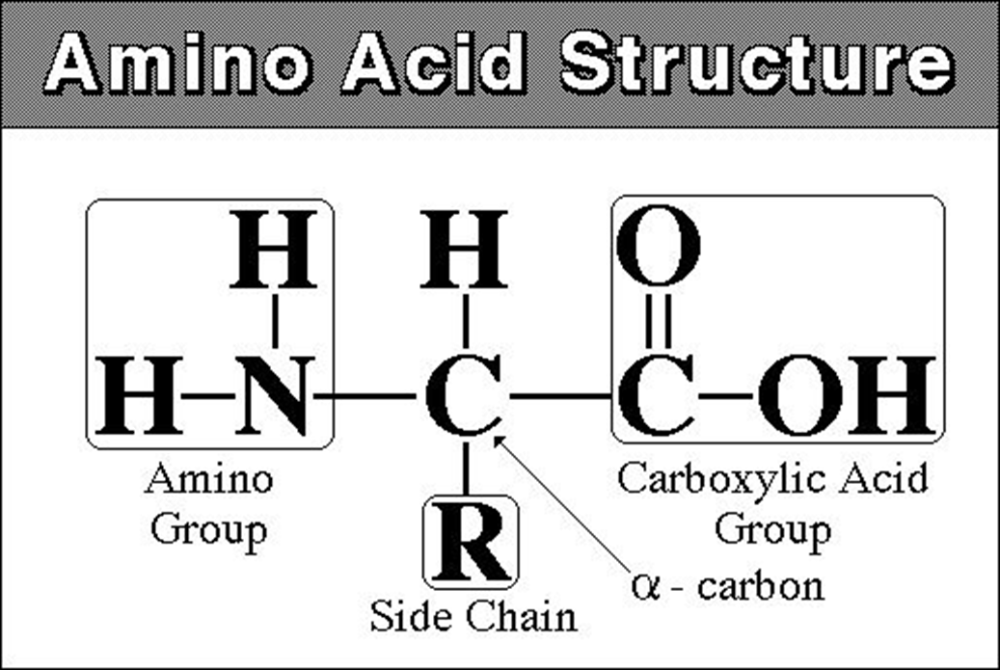 Amino Acid Structure
H H O
H N C C OH
Amino Group
Carboxylic Acid Group
R
α - carbon
Side Chain